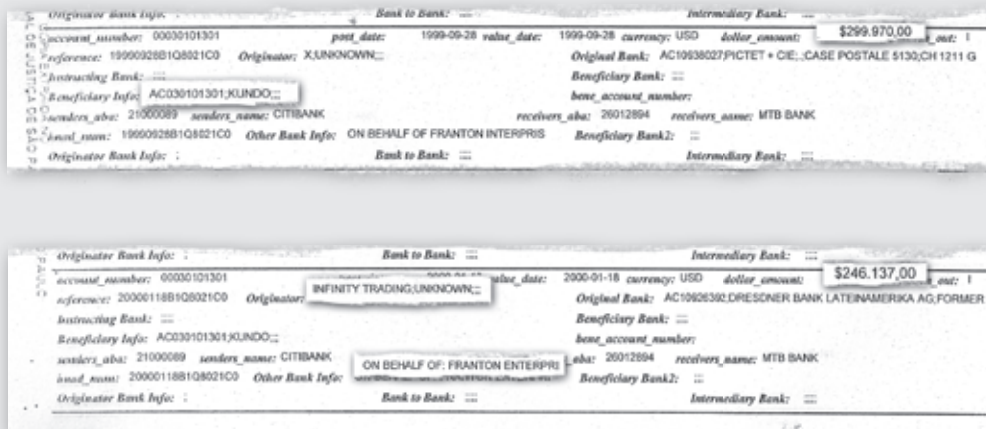 Originator Bank Info: Bank to Bank: :::: Intermediary Bank:
account_number: 00030101301 post_date: 1999-09-28 value_date: 1999-09-28 currency: USD dollar_amount: $299.970,00 out: 1
reference: 19990928B1Q8021C0 Originator: X;UNKNOWN;;; Original Bank: AC10938027;PICTET + CIE;.;CASE POSTALE 5130;CH 1211 G
Instructing Bank: :::: Beneficiary Bank: ::::
Beneficiary Info: AC030101301;KUNDO;;; bene_account_number:
senders_aba: 21000089 senders_name: CITIBANK receivers_aba: 26012894 receivers_name: MTB BANK
imad_num: 19990928B1Q8021C0 Other Bank Info: ON BEHALF OF FRANTON INTERPRIS Beneficiary Bank2: ::::
Originator Bank Info: : Bank to Bank: :::: Intermediary Bank: ::::
Originator Bank Info: : Bank to Bank: :::: Intermediary Bank: ::::
account_number: 00030101301 value_date: 2000-01-18 currency: USD dollar_amount: $246.137,00 out: 1
reference: 20000118B1Q8021C0 Originator: INFINITY TRADING;UNKNOWN;;; Original Bank: AC10926392;DRESDNER BANK LATEINAMERIKA AG;FORMER
Instructing Bank: :::: Beneficiary Bank: ::::
Beneficiary Info: AC030101301;KUNDO;;; bene_account_number:
senders_aba: 21000089 senders_name: CITIBANK aba: 26012894 receivers_name: MTB BANK
imad_num: 20000118B1Q8021C0 Other Bank Info: ON BEHALF OF: FRANTON ENTERPRI Beneficiary Bank2: ::::
Originator Bank Info: : Bank to Bank: :::: Intermediary Bank: ::::